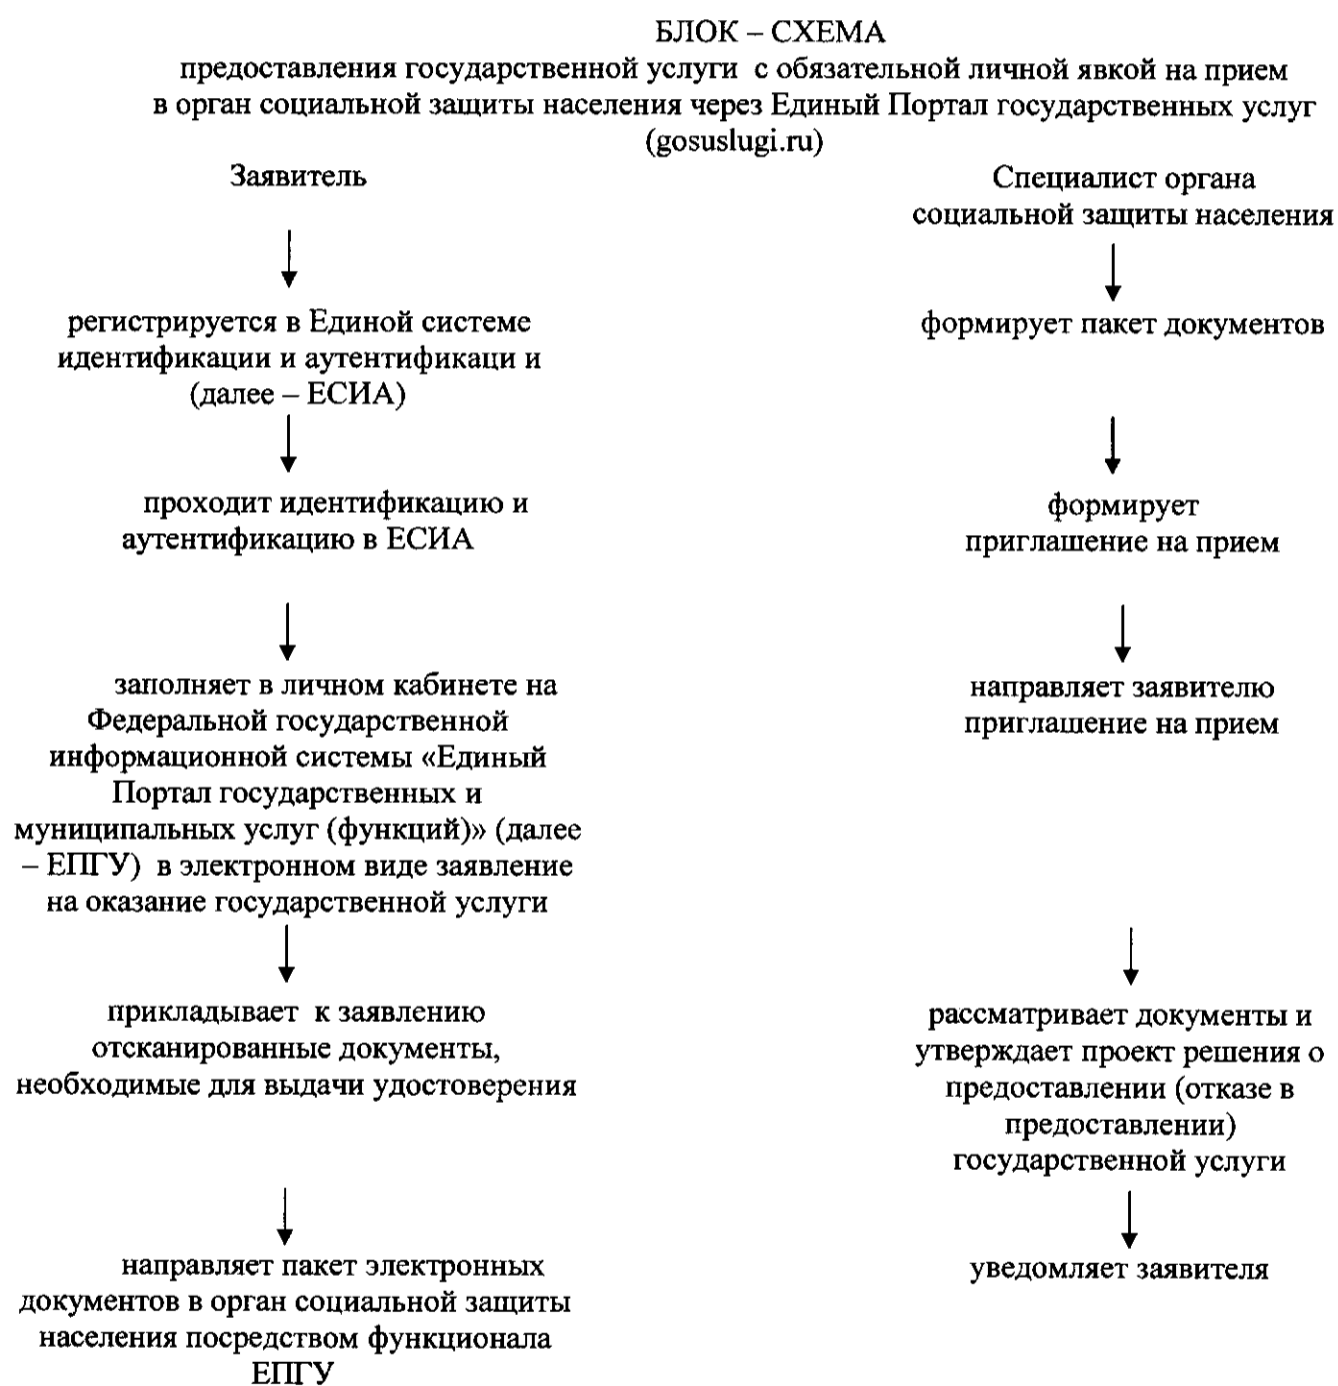 БЛОК – СХЕМА
предоставления государственной услуги с обязательной личной явкой на прием
в орган социальной защиты населения через Единый Портал государственных услуг
(gosuslugi.ru)
Заявитель
регистрируется в Единой системе
идентификации и аутентификаци и
(далее – ЕСИА)
проходит идентификацию и
аутентификацию в ЕСИА
заполняет в личном кабинете на
Федеральной государственной
информационной системы «Единый
Портал государственных и
муниципальных услуг (функций)» (далее
– ЕПГУ) в электронном виде заявление
на оказание государственной услуги
прикладывает к заявлению
отсканированные документы,
необходимые для выдачи удостоверения
направляет пакет электронных
документов в орган социальной защиты
населения посредством функционала
ЕПГУ
Специалист органа
социальной защиты населения
формирует пакет документов
формирует
приглашение на прием
направляет заявителю
приглашение на прием
рассматривает документы и
утверждает проект решения о
предоставлении (отказе в
предоставлении)
государственной услуги
уведомляет заявителя